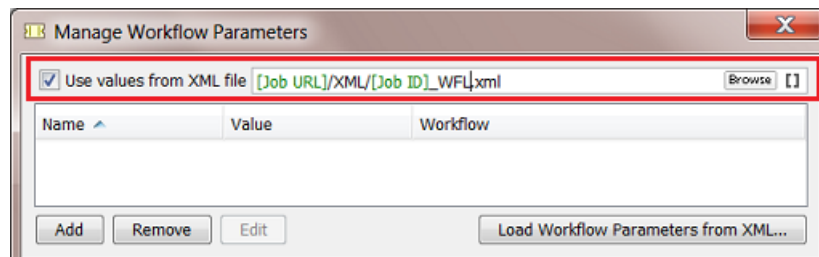 Manage Workflow Parameters
Use values from XML file [Job URL]/XML/[Job ID]_WFL.xml Browse []
Name Value Workflow
Add Remove Edit Load Workflow Parameters from XML...